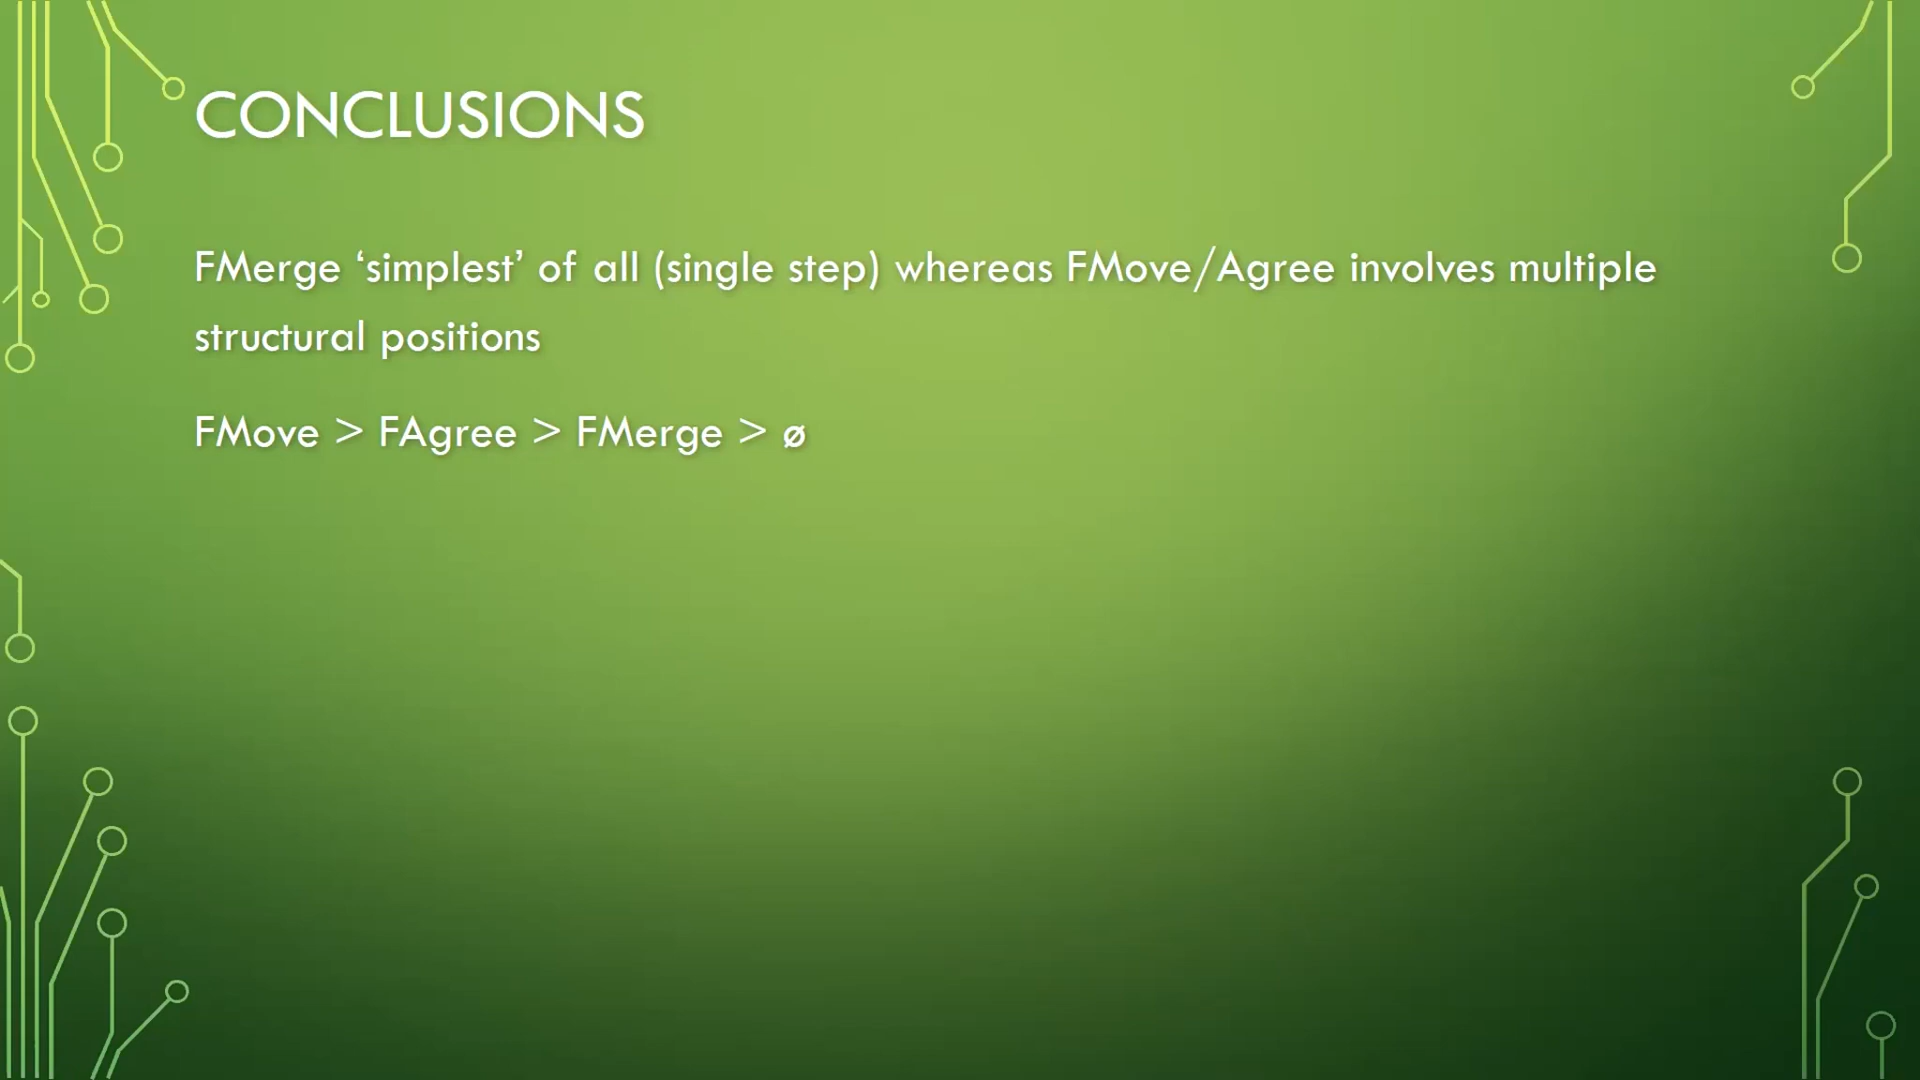 CONCLUSIONS
FMerge ‘simplest’ of all (single step) whereas FMove/Agree involves multiple
structural positions
FMove > FAgree > FMerge > ø